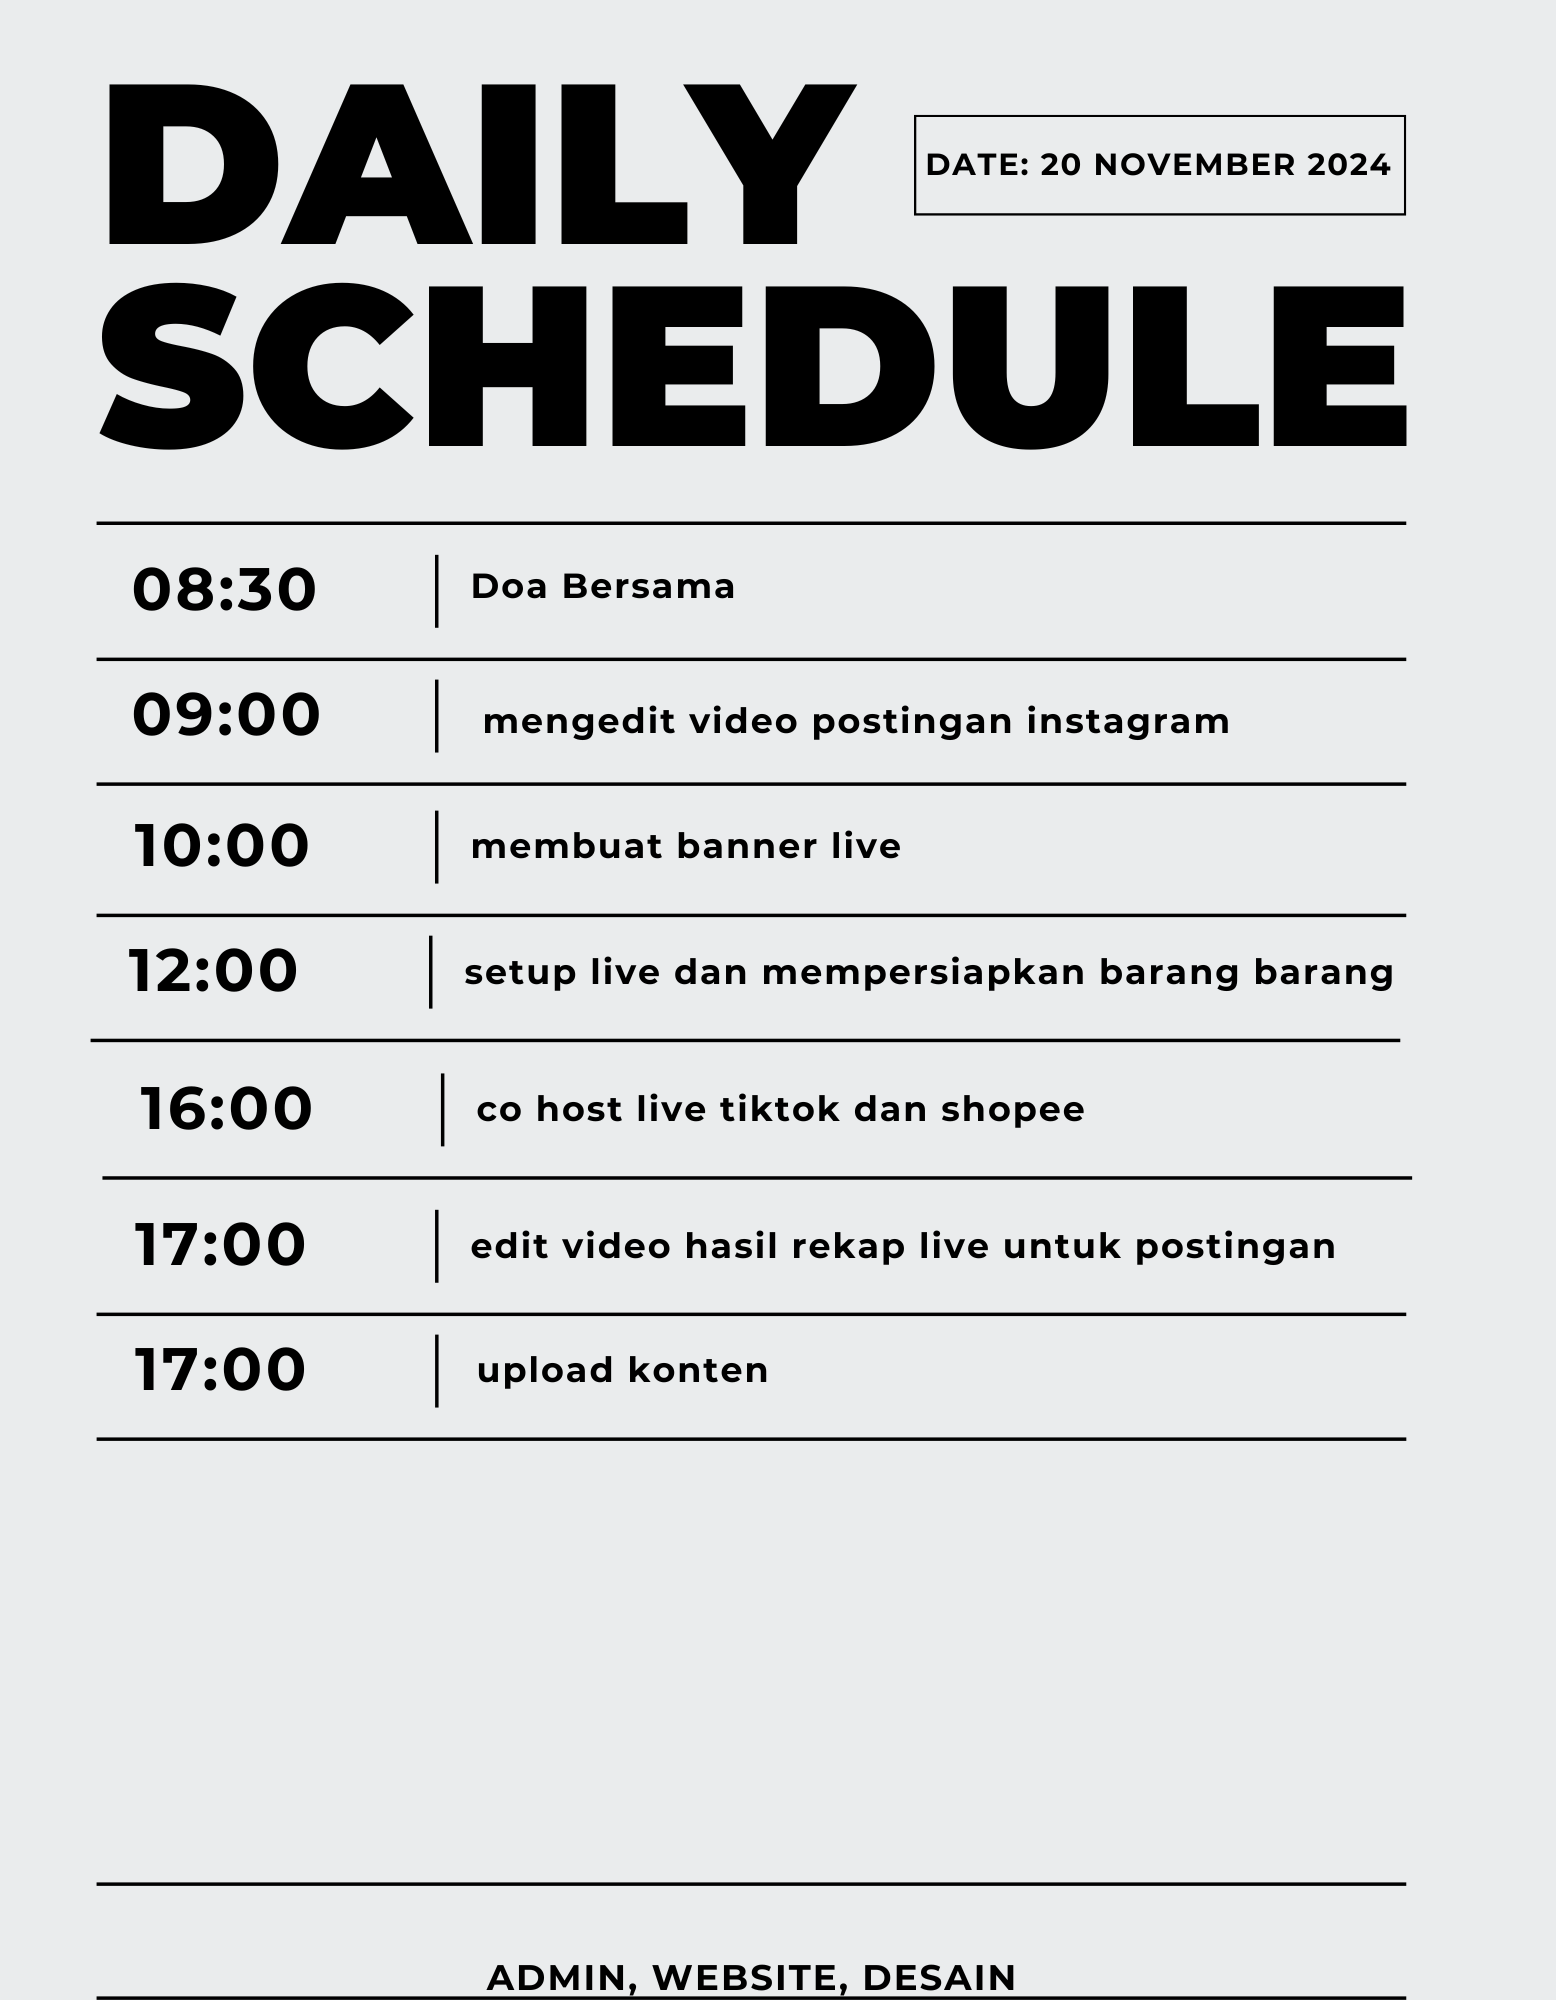 DAILY
DATE: 20 NOVEMBER 2024
SCHEDULE
08:30 Doa Bersama
09:00 mengedit video postingan instagram
10:00 membuat banner live
12:00 setup live dan mempersiapkan barang barang
16:00 co host live tiktok dan shopee
17:00 edit video hasil rekap live untuk postingan
17:00 upload konten
ADMIN, WEBSITE, DESAIN